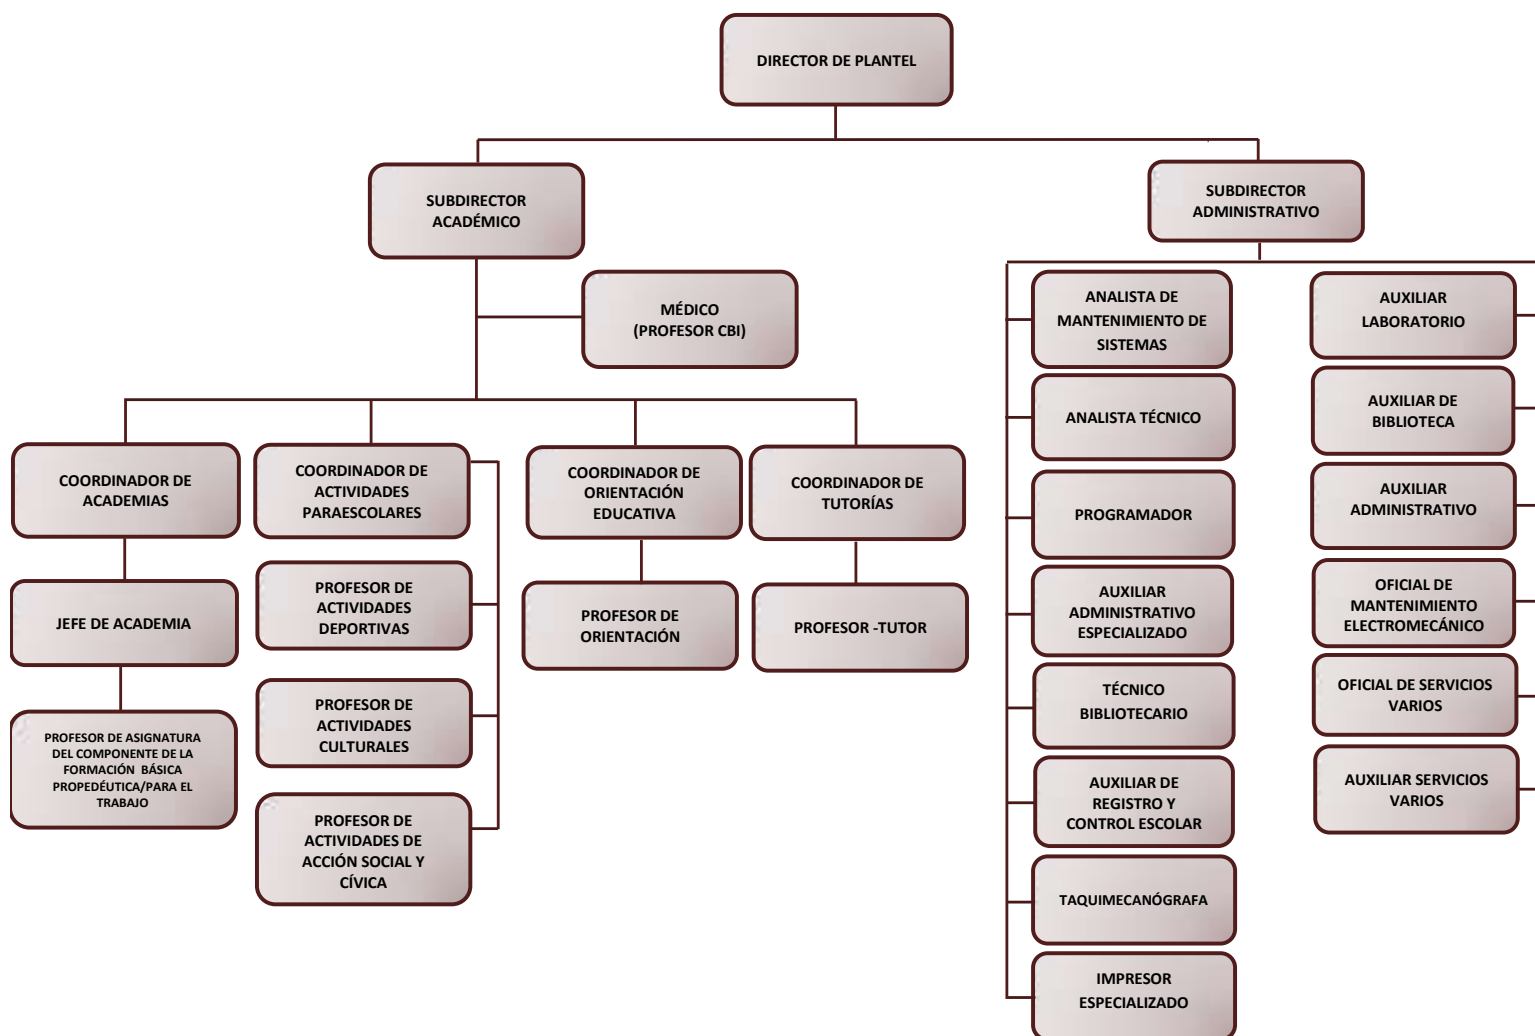 DIRECTOR DE PLANTEL
SUBDIRECTOR
ACADÉMICO
SUBDIRECTOR
ADMINISTRATIVO
MÉDICO
(PROFESOR CBI)
COORDINADOR DE
ACADEMIAS
COORDINADOR DE
ACTIVIDADES
PARAESCOLARES
COORDINADOR DE
ORIENTACIÓN
EDUCATIVA
COORDINADOR DE
TUTORÍAS
JEFE DE ACADEMIA
PROFESOR DE
ACTIVIDADES
DEPORTIVAS
PROFESOR DE
ORIENTACIÓN
PROFESOR -TUTOR
PROFESOR DE ASIGNATURA
DEL COMPONENTE DE LA
FORMACIÓN  BÁSICA
PROPEDÉUTICA/PARA EL
TRABAJO
PROFESOR DE
ACTIVIDADES
CULTURALES
PROFESOR DE
ACTIVIDADES DE
ACCIÓN SOCIAL Y
CÍVICA
ANALISTA DE
MANTENIMIENTO DE
SISTEMAS
ANALISTA TÉCNICO
PROGRAMADOR
AUXILIAR
ADMINISTRATIVO
ESPECIALIZADO
TÉCNICO
BIBLIOTECARIO
AUXILIAR DE
REGISTRO Y
CONTROL ESCOLAR
TAQUIMECANÓGRAFA
IMPRESOR
ESPECIALIZADO
AUXILIAR
LABORATORIO
AUXILIAR DE
BIBLIOTECA
AUXILIAR
ADMINISTRATIVO
OFICIAL DE
MANTENIMIENTO
ELECTROMECÁNICO
OFICIAL DE SERVICIOS
VARIOS
AUXILIAR SERVICIOS
VARIOS